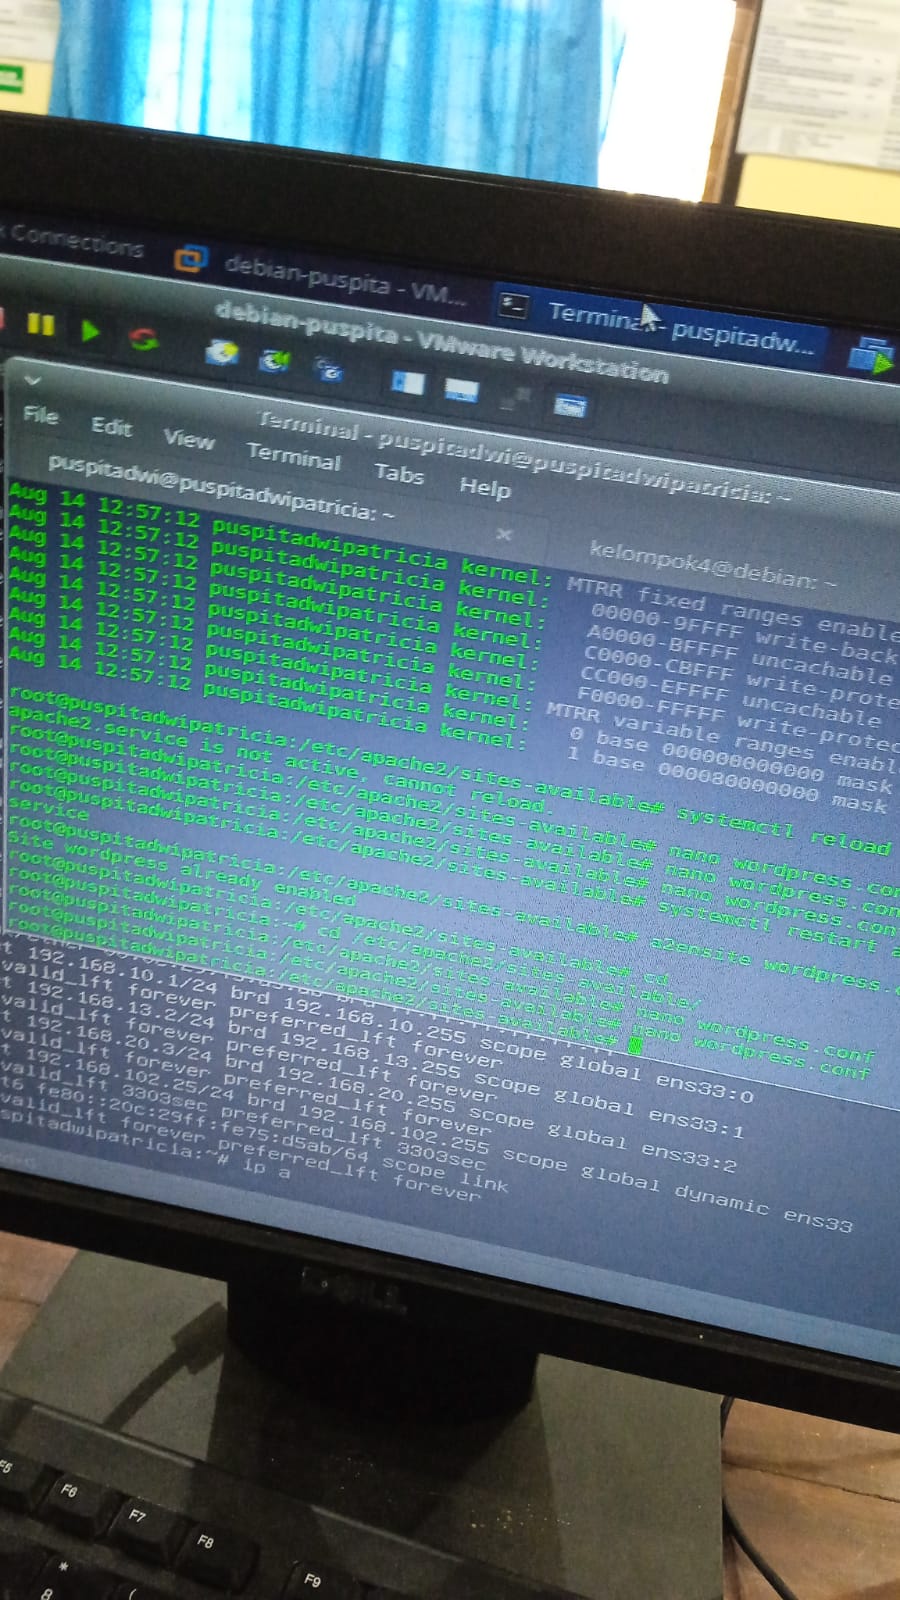 Connections
debian-puspita - VM...
Termina - puspitadw...
debian-puspita - VMware Workstation
Terminal - puspitadwi@puspitadwipatricia: ~
File Edit View Terminal Tabs Help
puspitadwi@puspitadwipatricia: ~
kelompok4@debian: ~
Aug 14 12:57:12 puspitadwipatricia kernel: MTRR fixed ranges enable
Aug 14 12:57:12 puspitadwipatricia kernel: 00000-9FFFF write-back
Aug 14 12:57:12 puspitadwipatricia kernel: A0000-BFFFF uncachable
Aug 14 12:57:12 puspitadwipatricia kernel: C0000-CBFFF write-prote
Aug 14 12:57:12 puspitadwipatricia kernel: CC000-EFFFF uncachable
Aug 14 12:57:12 puspitadwipatricia kernel: F0000-FFFFF write-protec
Aug 14 12:57:12 puspitadwipatricia kernel: MTRR variable ranges enabl
Aug 14 12:57:12 puspitadwipatricia kernel: 0 base 000000000000 mask
Aug 14 12:57:12 puspitadwipatricia kernel: 1 base 000080000000 mask
root@puspitadwipatricia:/etc/apache2/sites-available# systemctl reload
apache2.service is not active, cannot reload.
root@puspitadwipatricia:/etc/apache2/sites-available# nano wordpress.con
root@puspitadwipatricia:/etc/apache2/sites-available# nano wordpress.con
root@puspitadwipatricia:/etc/apache2/sites-available# nano wordpress.con
root@puspitadwipatricia:/etc/apache2/sites-available# systemctl restart a
service
root@puspitadwipatricia:/etc/apache2/sites-available# a2ensite wordpress.c
Site wordpress already enabled
root@puspitadwipatricia:/etc/apache2/sites-available# cd
root@puspitadwipatricia:~# cd /etc/apache2/sites-available/
root@puspitadwipatricia:/etc/apache2/sites-available# nano wordpress.conf
root@puspitadwipatricia:/etc/apache2/sites-available# nano wordpress.conf
root@puspitadwipatricia:/etc/apache2/sites-available#
t 192.168.10.1/24 brd 192.168.10.255 scope global ens33:0
valid_lft forever preferred_lft forever
t 192.168.13.2/24 brd 192.168.13.255 scope global ens33:1
valid_lft forever preferred_lft forever
t 192.168.20.3/24 brd 192.168.20.255 scope global ens33:2
valid_lft forever preferred_lft forever
t 192.168.102.25/24 brd 192.168.102.255 scope global dynamic ens33
valid_lft 3303sec preferred_lft 3303sec
t6 fe80::20c:29ff:fe75:d5ab/64 scope link
valid_lft forever preferred_lft forever
spitadwipatricia:~# ip a
DELL
F5
F6
F7
F8
F9
*
8
(